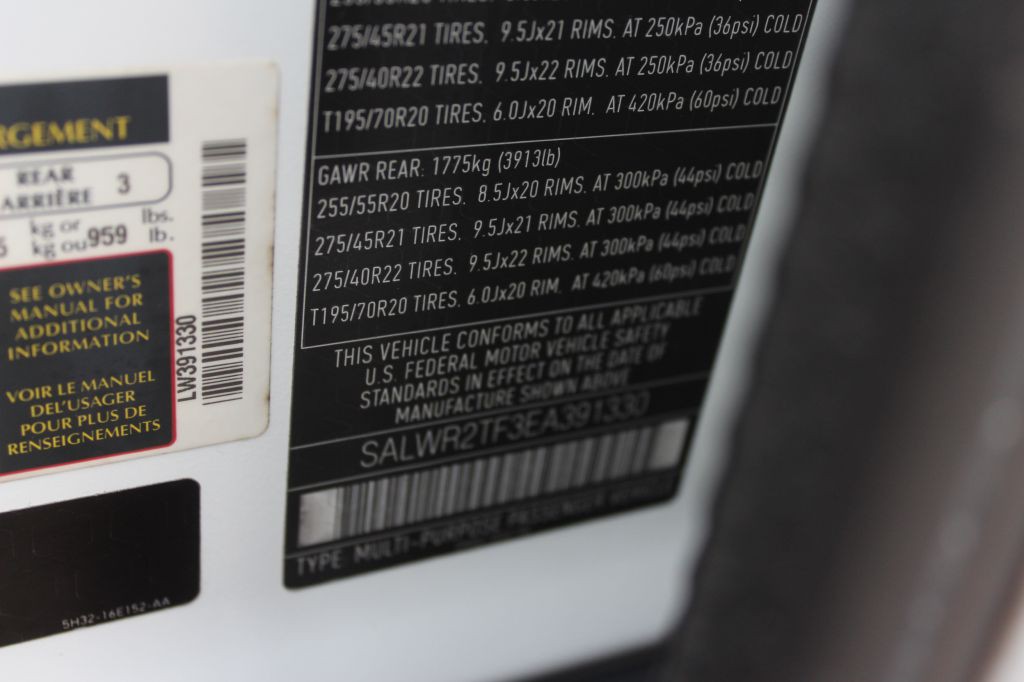 RGEMENT
REAR
ARRIÈRE 3
kg or lbs.
kg ou 959 lb.
SEE OWNER'S
MANUAL FOR
ADDITIONAL
INFORMATION
VOIR LE MANUEL
DEL'USAGER
POUR PLUS DE
RENSEIGNEMENTS
LW391330
5H32-16E152-AA
275/45R21 TIRES. 9.5Jx21 RIMS. AT 250kPa (36psi) COLD
275/40R22 TIRES. 9.5Jx22 RIMS. AT 250kPa (36psi) COLD
T195/70R20 TIRES. 6.0Jx20 RIM. AT 420kPa (60psi) COLD
GAWR REAR: 1775kg (3913lb)
255/55R20 TIRES. 8.5Jx20 RIMS. AT 300kPa (44psi) COLD
275/45R21 TIRES. 9.5Jx21 RIMS. AT 300kPa (44psi) COLD
275/40R22 TIRES. 9.5Jx22 RIMS. AT 300kPa (44psi) COLD
T195/70R20 TIRES. 6.0Jx20 RIM. AT 420kPa (60psi) COLD
THIS VEHICLE CONFORMS TO ALL APPLICABLE
U.S. FEDERAL MOTOR VEHICLE SAFETY
STANDARDS IN EFFECT ON THE DATE OF
MANUFACTURE SHOWN ABOVE
SALWR2TF3EA391330
TYPE MULTI-PURPOSE PASSENGER VEHICLE